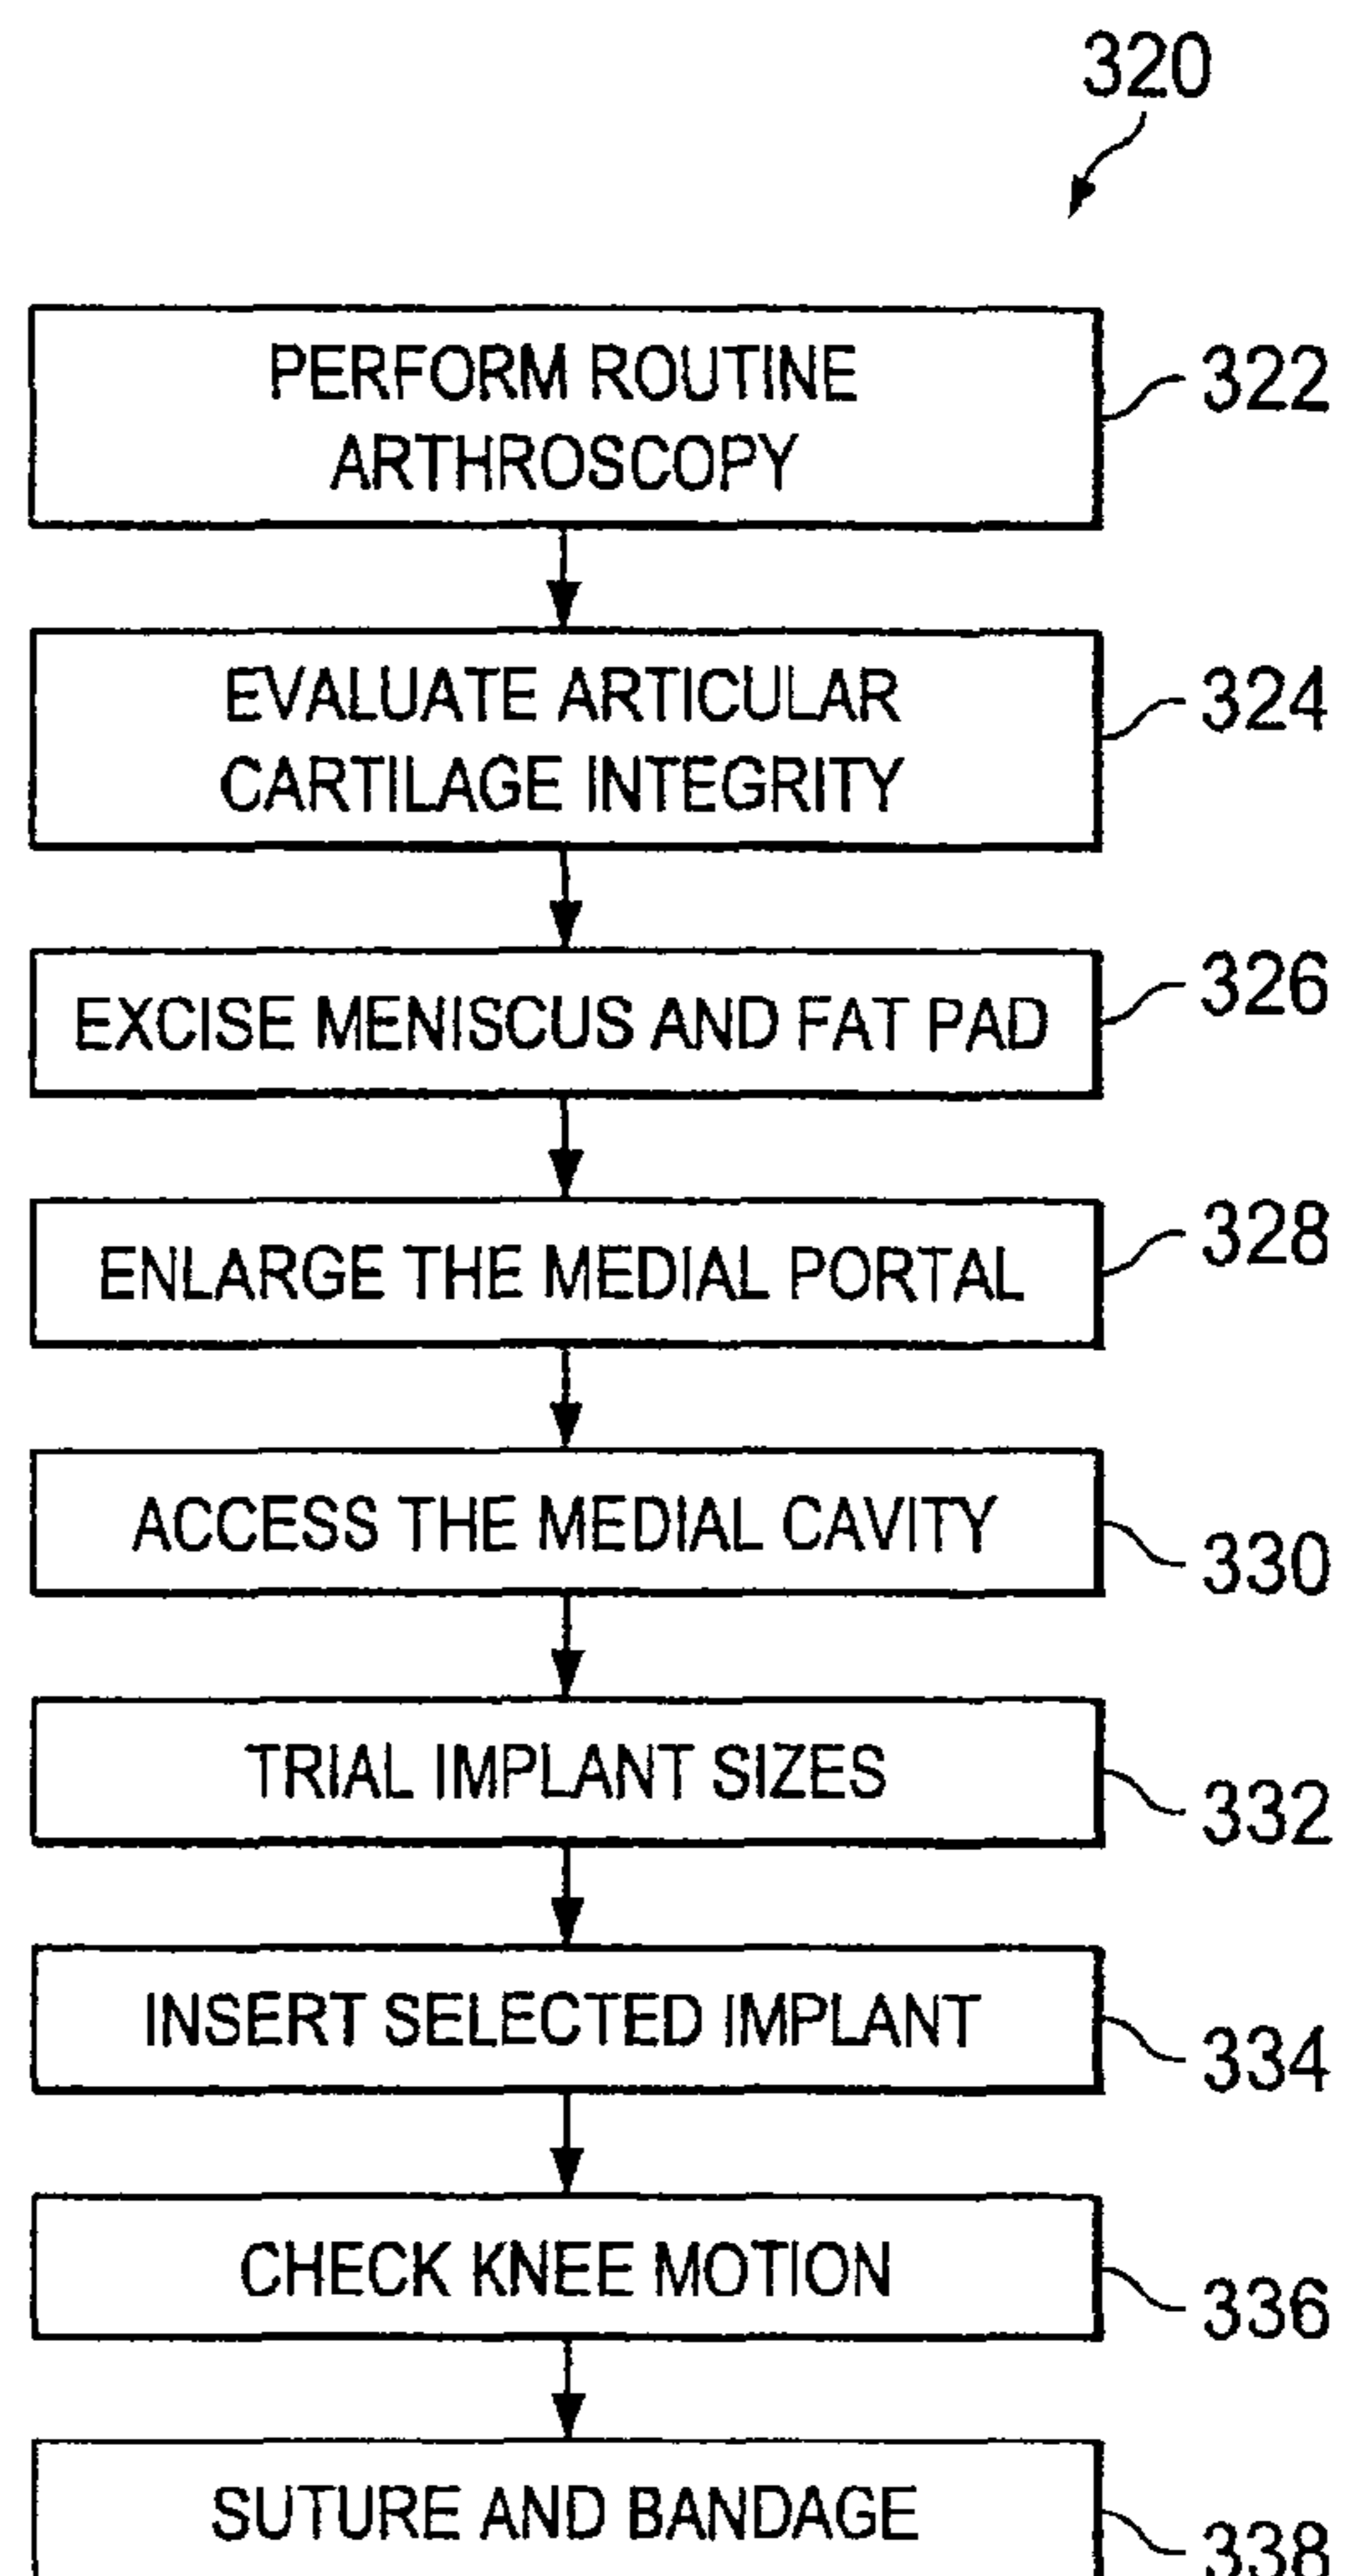 320
PERFORM ROUTINE
ARTHROSCOPY
322
EVALUATE ARTICULAR
CARTILAGE INTEGRITY
324
EXCISE MENISCUS AND FAT PAD
326
ENLARGE THE MEDIAL PORTAL
328
ACCESS THE MEDIAL CAVITY
330
TRIAL IMPLANT SIZES
332
INSERT SELECTED IMPLANT
334
CHECK KNEE MOTION
336
SUTURE AND BANDAGE
338